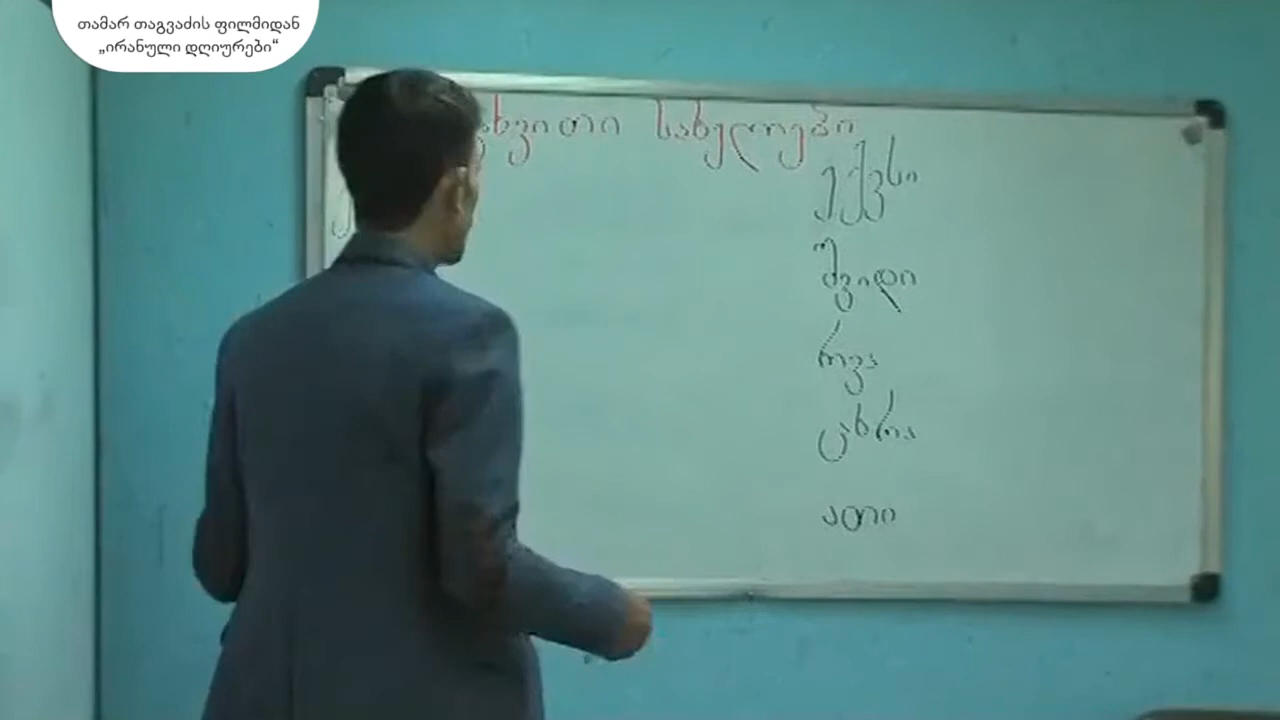 თამარ თაგვაძის ფილმიდან
„ირანული დღიურები“
სახელები
ექვსი
შვიდი
რვა
ცხრა
ათი